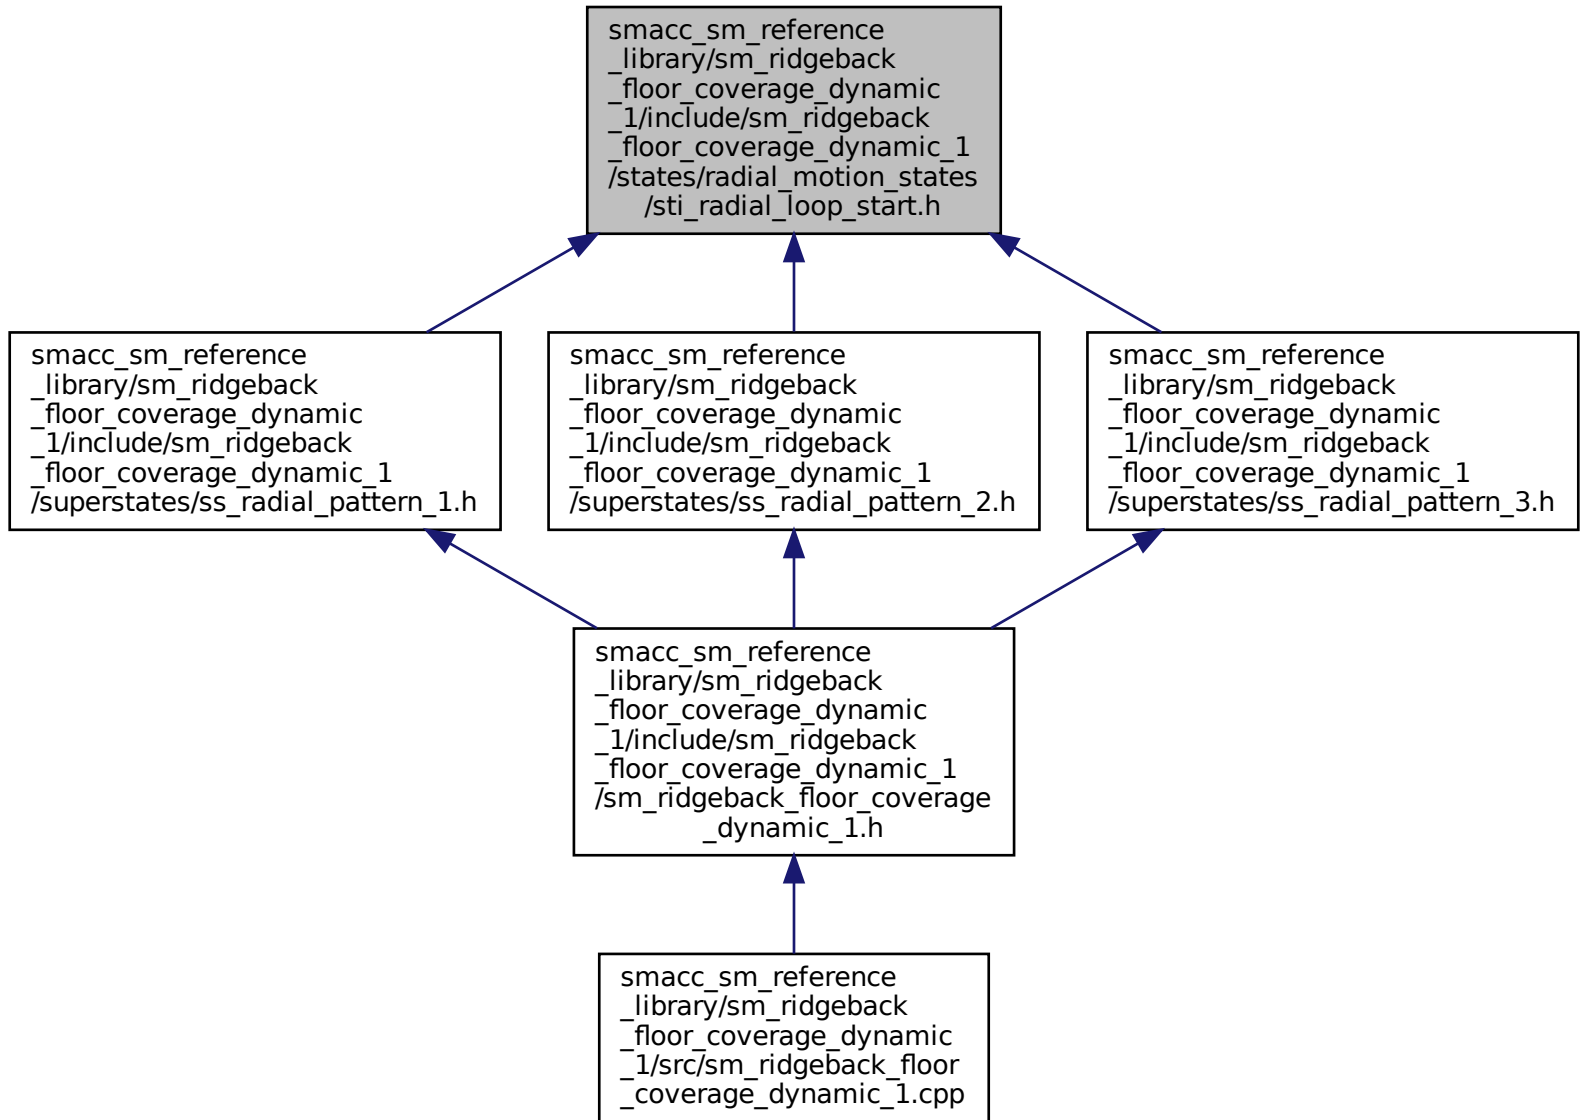 smacc_sm_reference
_library/sm_ridgeback
_floor_coverage_dynamic
_1/include/sm_ridgeback
_floor_coverage_dynamic_1
/states/radial_motion_states
/sti_radial_loop_start.h
smacc_sm_reference
_library/sm_ridgeback
_floor_coverage_dynamic
_1/include/sm_ridgeback
_floor_coverage_dynamic_1
/superstates/ss_radial_pattern_1.h
smacc_sm_reference
_library/sm_ridgeback
_floor_coverage_dynamic
_1/include/sm_ridgeback
_floor_coverage_dynamic_1
/superstates/ss_radial_pattern_2.h
smacc_sm_reference
_library/sm_ridgeback
_floor_coverage_dynamic
_1/include/sm_ridgeback
_floor_coverage_dynamic_1
/superstates/ss_radial_pattern_3.h
smacc_sm_reference
_library/sm_ridgeback
_floor_coverage_dynamic
_1/include/sm_ridgeback
_floor_coverage_dynamic_1
/sm_ridgeback_floor_coverage
_dynamic_1.h
smacc_sm_reference
_library/sm_ridgeback
_floor_coverage_dynamic
_1/src/sm_ridgeback_floor
_coverage_dynamic_1.cpp